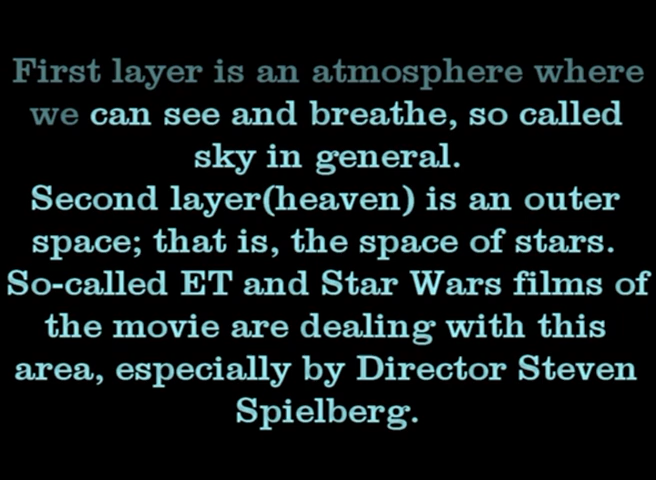 First layer is an atmosphere where
we can see and breathe, so called
sky in general.
Second layer(heaven) is an outer
space; that is, the space of stars.
So-called ET and Star Wars films of
the movie are dealing with this
area, especially by Director Steven
Spielberg.